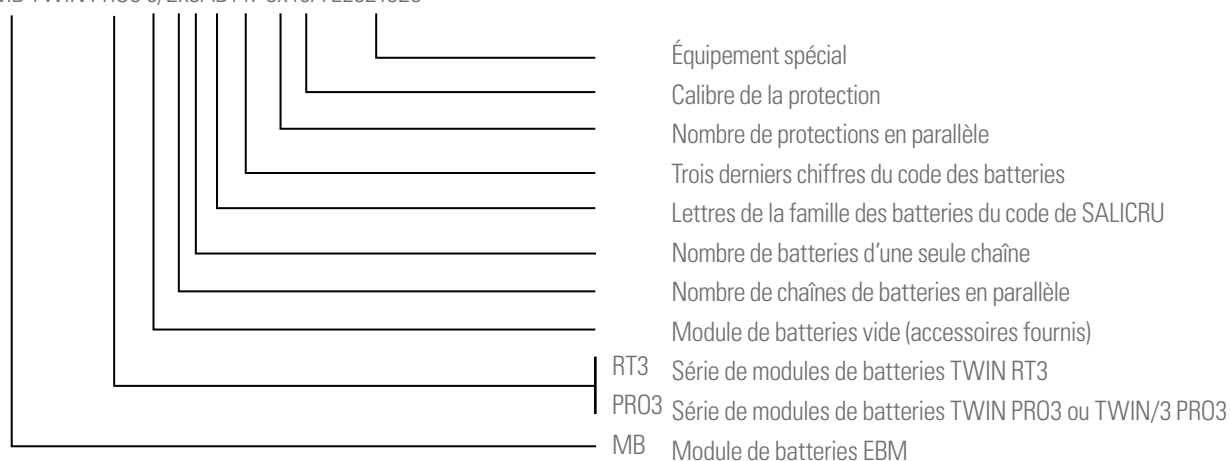 Équipement spécial
Calibre de la protection
Nombre de protections en parallèle
Trois derniers chiffres du code des batteries
Lettres de la famille des batteries du code de SALICRU
Nombre de batteries d'une seule chaîne
Nombre de chaînes de batteries en parallèle
Module de batteries vide (accessoires fournis)
RT3 Série de modules de batteries TWIN RT3
PRO3 Série de modules de batteries TWIN PRO3 ou TWIN/3 PRO3
MB Module de batteries EBM